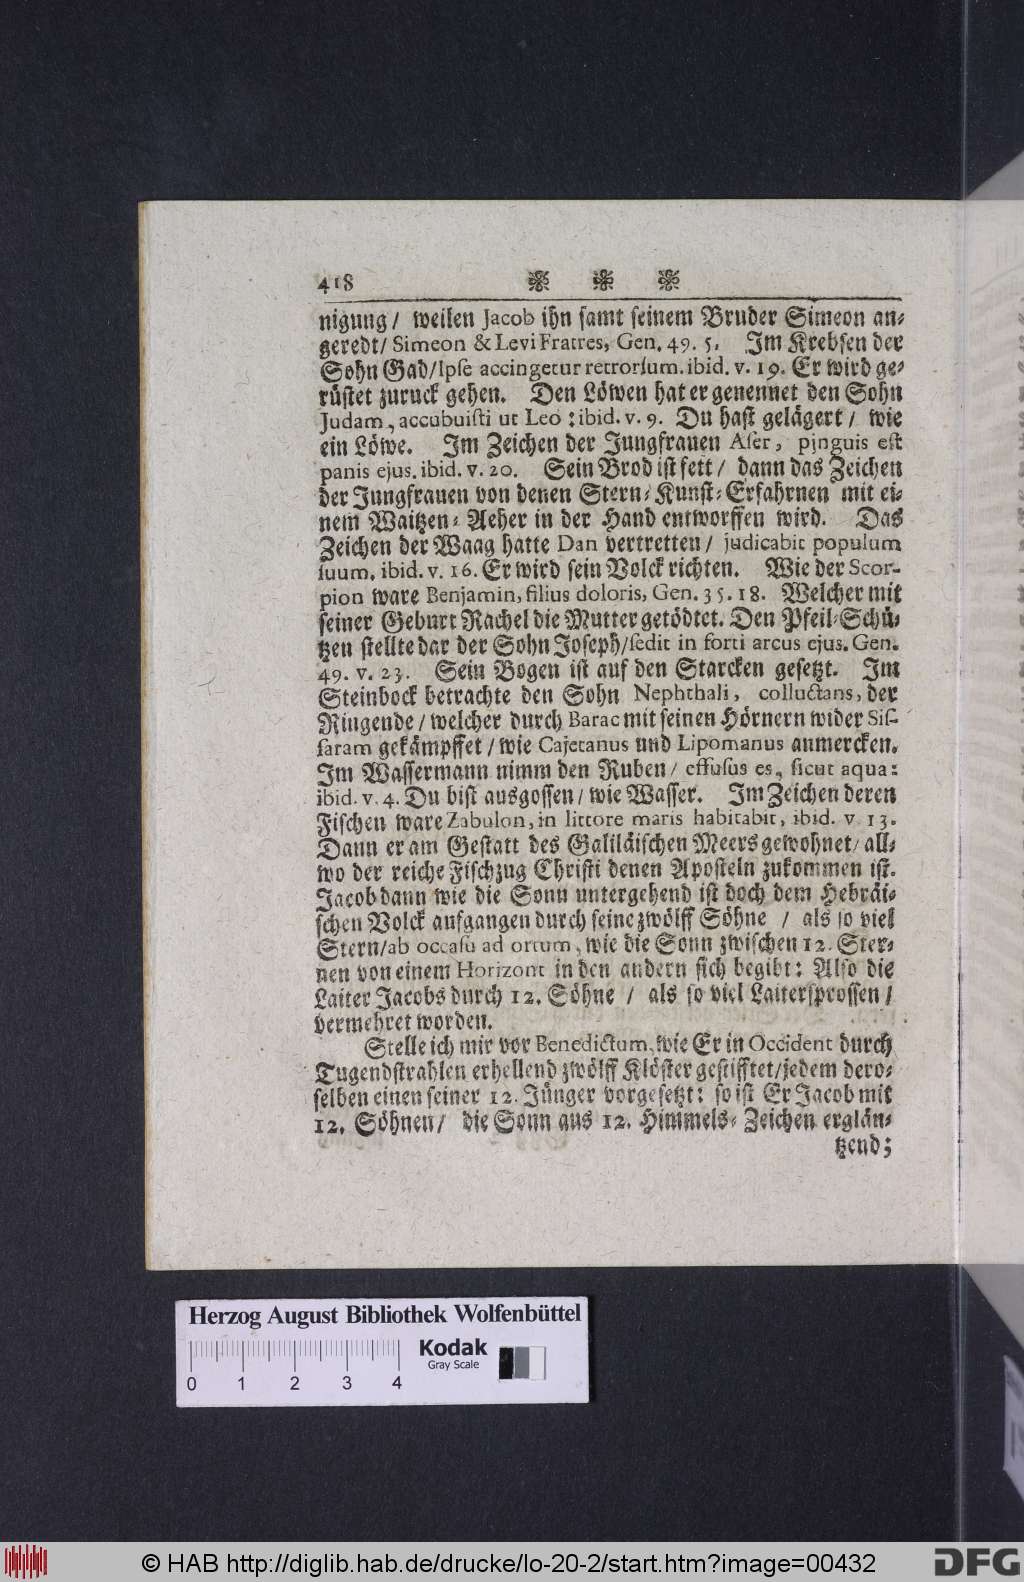 418 ❋ ❋ ❋
nigung/ weilen Jacob ihn samt seinem Bruder Simeon an⸗
geredt/ Simeon & Levi Fratres, Gen. 49. 5. Im Krebsen der
Sohn Gad/Ipse accingetur retrorsum. ibid. v. 19. Er wird ge⸗
rüstet zuruck gehen. Den Löwen hat er genennet den Sohn
Judam, accubuisti ut Leo: ibid. v. 9. Du hast gelägert/ wie
ein Löwe. Im Zeichen der Jungfrauen Aser, pinguis est
panis ejus. ibid. v. 20. Sein Brod ist fett/ dann das Zeichen
der Jungfrauen von denen Stern⸗Kunst⸗Erfahrnen mit ei⸗
nem Waitzen⸗Aeher in der Hand entworffen wird. Das
Zeichen der Waag hatte Dan vertretten/ judicabit populum
suum. ibid. v. 16. Er wird sein Volck richten. Wie der Scor-
pion ware Benjamin, filius doloris, Gen. 35. 18. Welcher mit
seiner Geburt Rachel die Mutter getödtet. Den Pfeil⸗Schü⸗
tzen stellte dar der Sohn Joseph/sedit in forti arcus ejus. Gen.
49. v. 23. Sein Bogen ist auf den Starcken gesetzt. Im
Steinbock betrachte den Sohn Nephthali, colluctans, der
Ringende/ welcher durch Barac mit seinen Hörnern wider Sis-
saram gekämpffet/ wie Cajetanus und Lipomanus anmercken.
Im Wassermann nimm den Ruben/ effusus es, sicut aqua:
ibid. v. 4. Du bist ausgossen/ wie Wasser. Im Zeichen deren
Fischen ware Zabulon, in littore maris habitabit, ibid. v 13.
Dann er am Gestatt des Galiläischen Meers gewohnet/ all⸗
wo der reiche Fischzug Christi denen Aposteln zukommen ist.
Jacob dann wie die Sonn untergehend ist doch dem Hebräi⸗
schen Volck aufgangen durch seine zwölff Söhne / als so viel
Stern/ab occasu ad ortum, wie die Sonn zwischen 12. Ster⸗
nen von einem Horizont in den andern sich begibt: Also die
Laiter Jacobs durch 12. Söhne / als so viel Laitersprossen /
vermehret worden.
Stelle ich mir vor Benedictum, wie Er in Occident durch
Tugendstrahlen erhellend zwölff Klöster gestifftet/jedem dero⸗
selben einen seiner 12. Jünger vorgesetzt: so ist Er Jacob mit
12. Söhnen/ die Sonn aus 12. Himmels⸗Zeichen erglän⸗
tzend;
Herzog August Bibliothek Wolfenbüttel
Kodak
Gray Scale
0 1 2 3 4
© HAB http://diglib.hab.de/drucke/lo-20-2/start.htm?image=00432
DFG